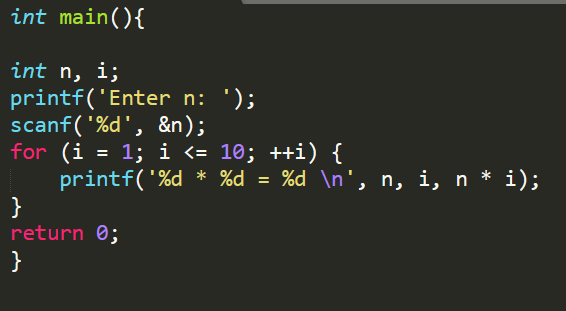 int main(){
int n, i;
printf('Enter n: ');
scanf('%d', &n);
for (i = 1; i <= 10; ++i) {
printf('%d * %d = %d \n', n, i, n * i);
}
return 0;
}